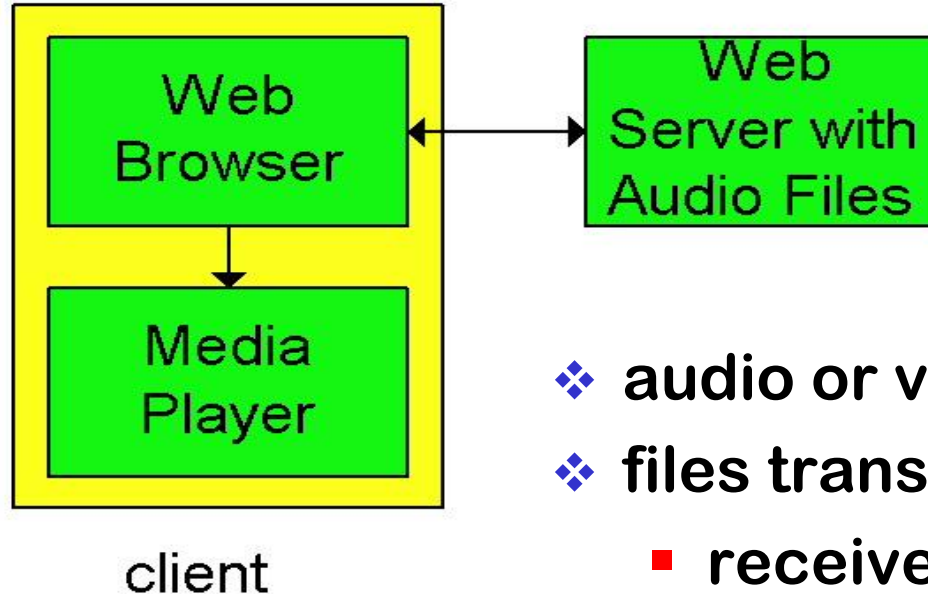 Web
Browser
Web
Server with
Audio Files
Media
Player
client
audio or v
files trans
receive